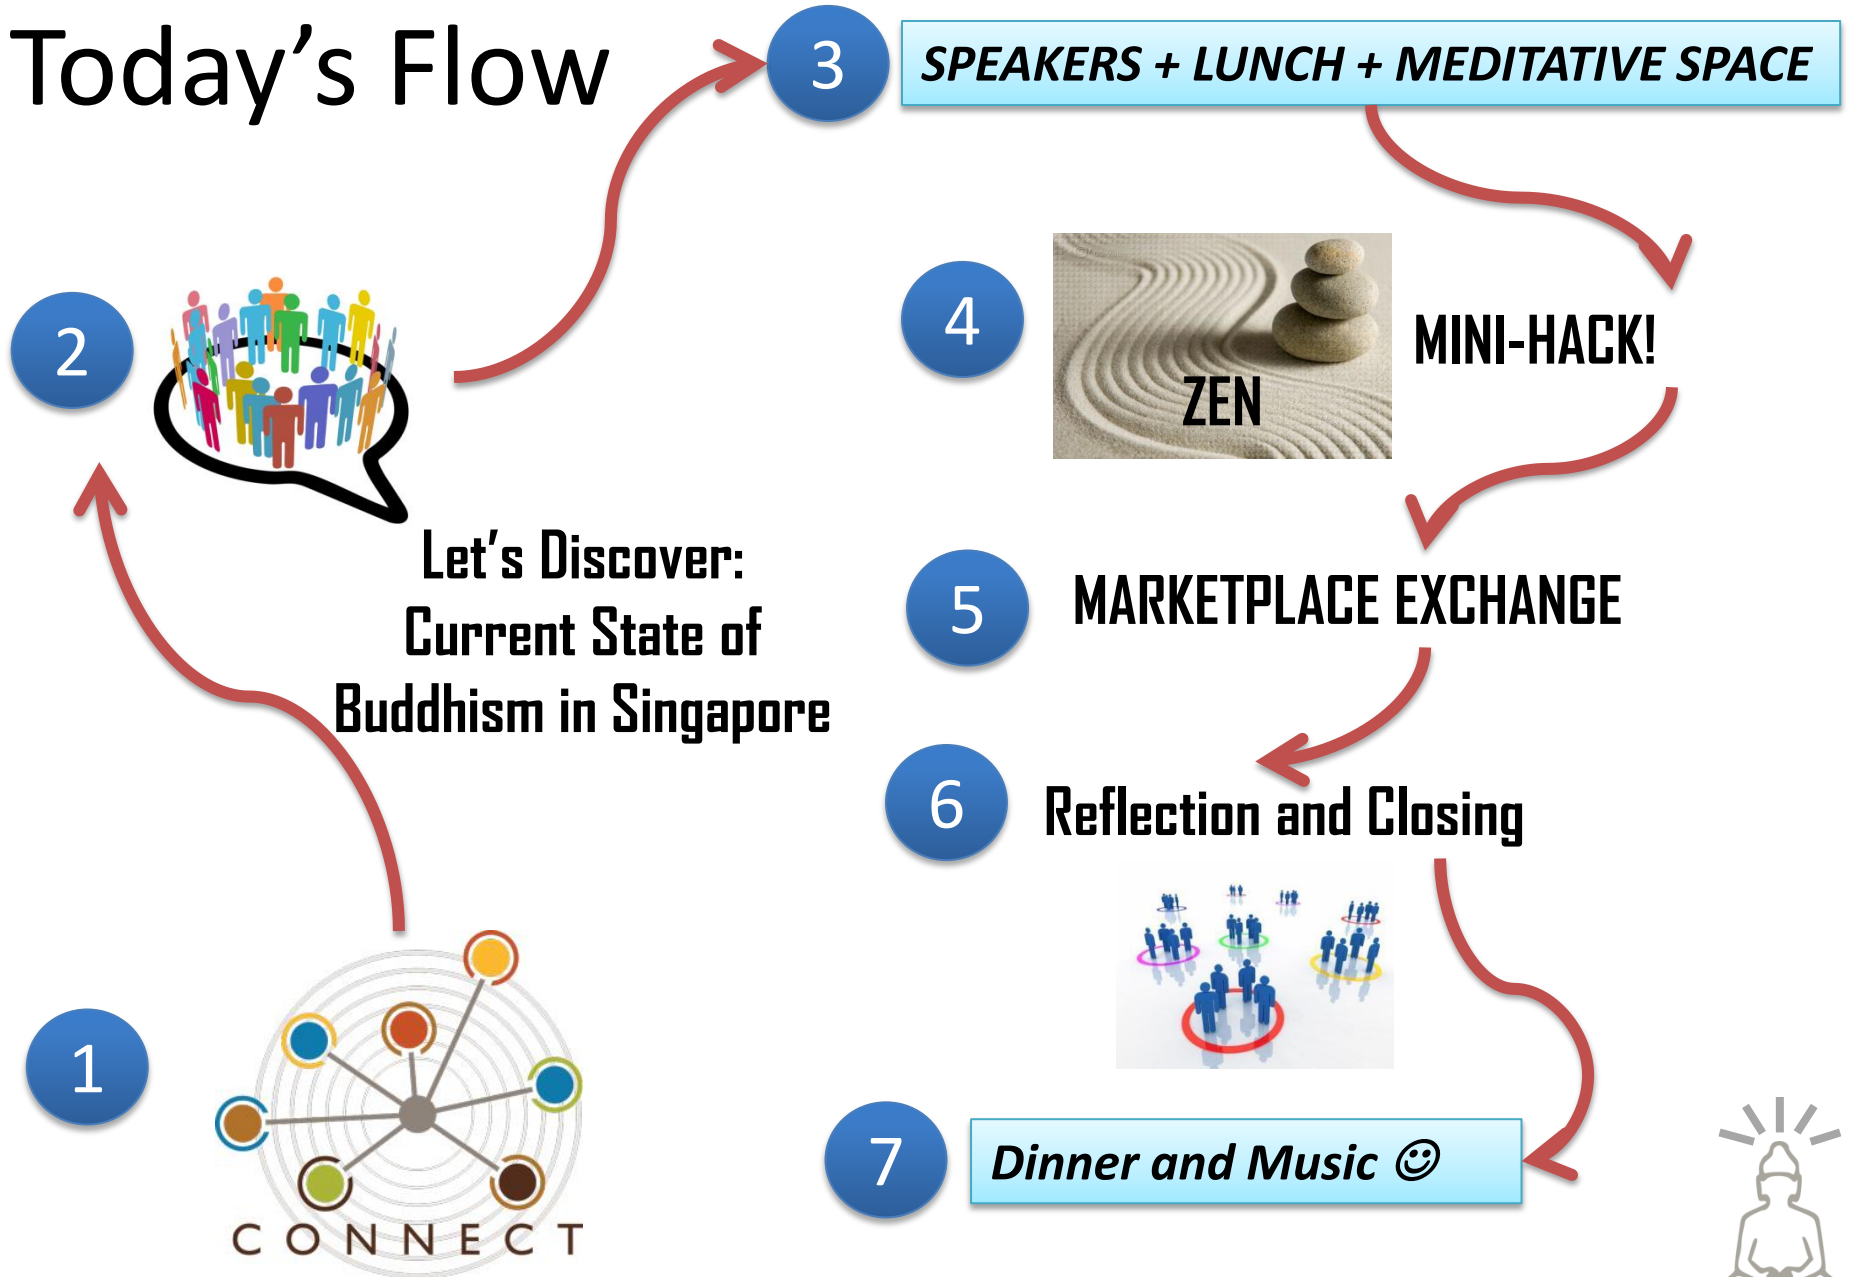 Today's Flow
1
CONNECT
2
Let's Discover:
Current State of
Buddhism in Singapore
3
SPEAKERS + LUNCH + MEDITATIVE SPACE
4
ZEN
MINI-HACK!
5
MARKETPLACE EXCHANGE
6
Reflection and Closing
7
Dinner and Music ☺